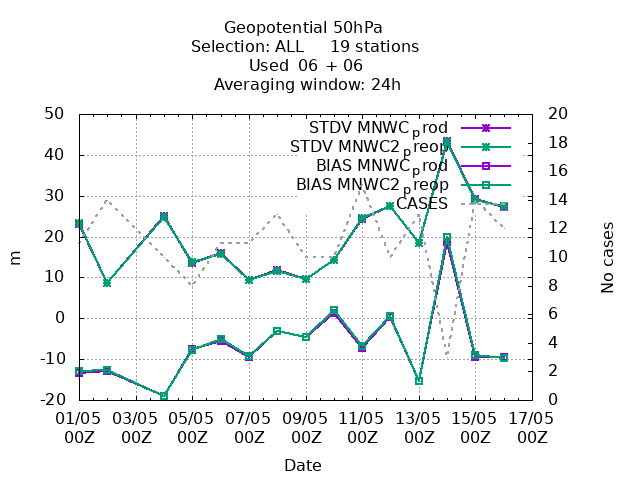 Geopotential 50hPa
Selection: ALL 19 stations
Used 06 + 06
Averaging window: 24h
50 20
40 18
30 16
20 14
10 12
0 10
-10 8
-20 6
4
2
0
m
No cases
STDV MNWC_prod
STDV MNWC2_preop
BIAS MNWC_prod
BIAS MNWC2_preop
CASES
01/05 03/05 05/05 07/05 09/05 11/05 13/05 15/05 17/05
00Z 00Z 00Z 00Z 00Z 00Z 00Z 00Z 00Z
Date